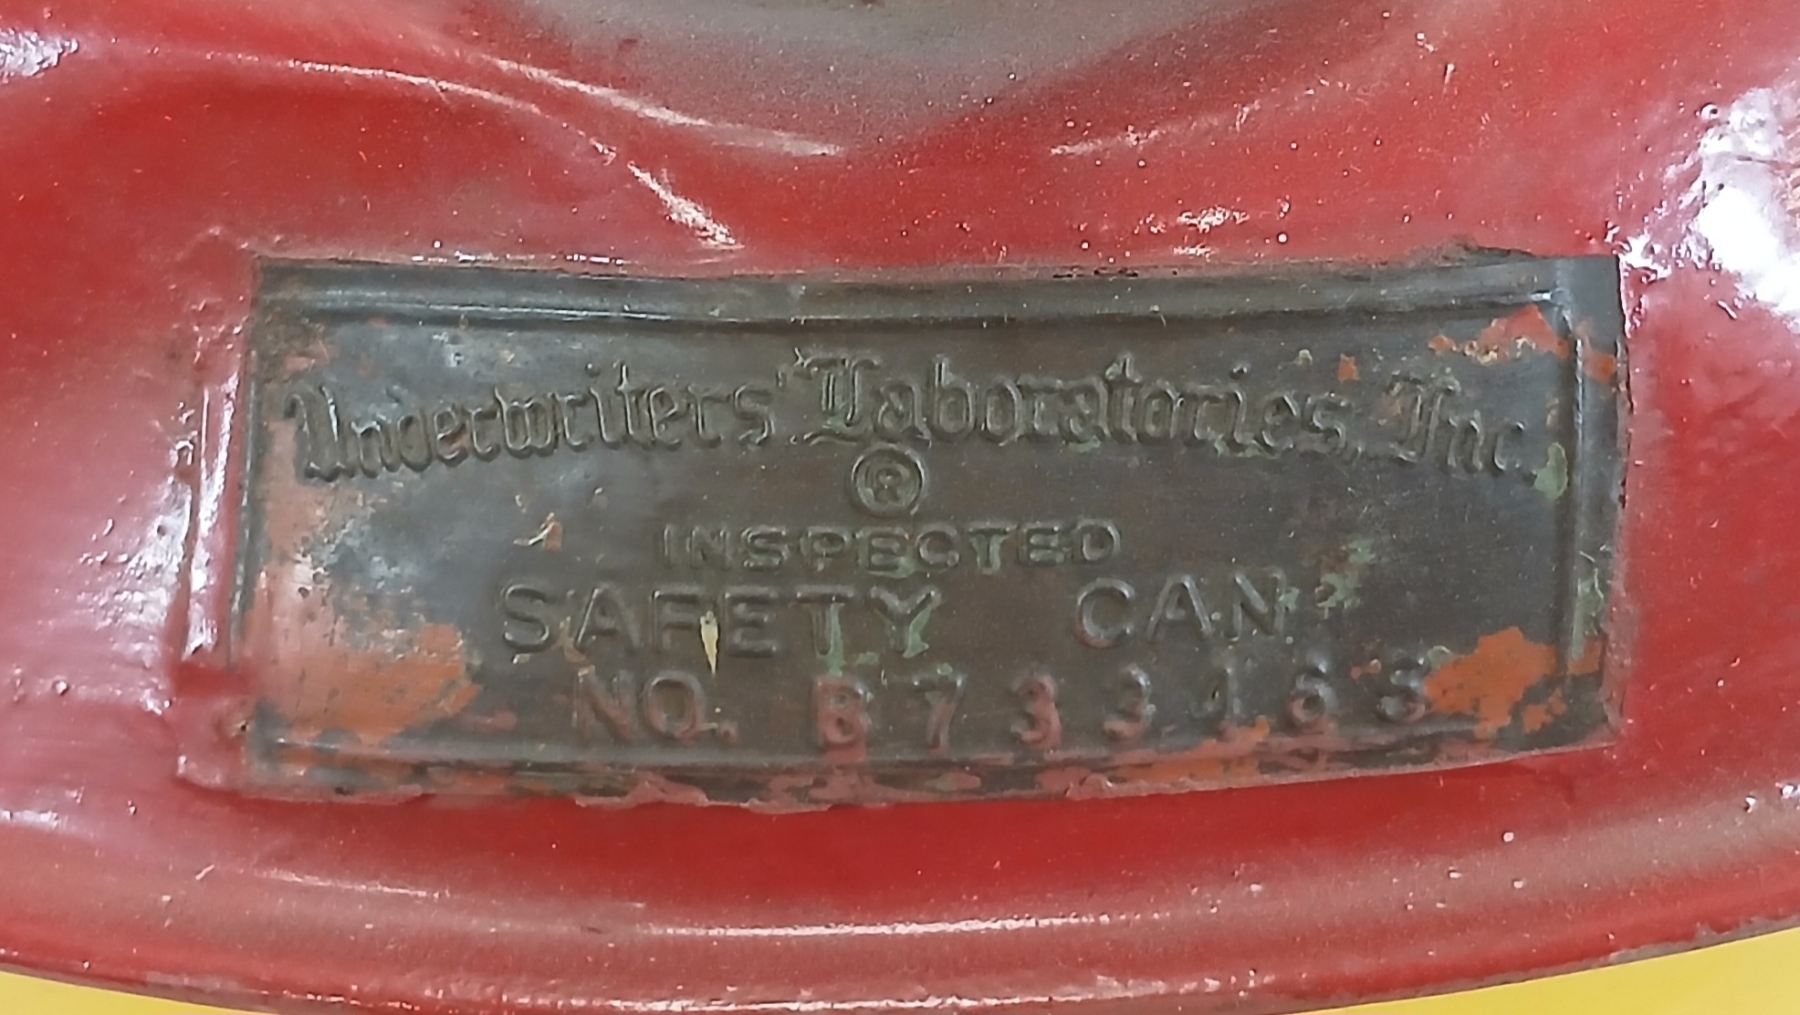 Underwriters' Laboratories, Inc.
®
INSPECTED
SAFETY CAN
NO.